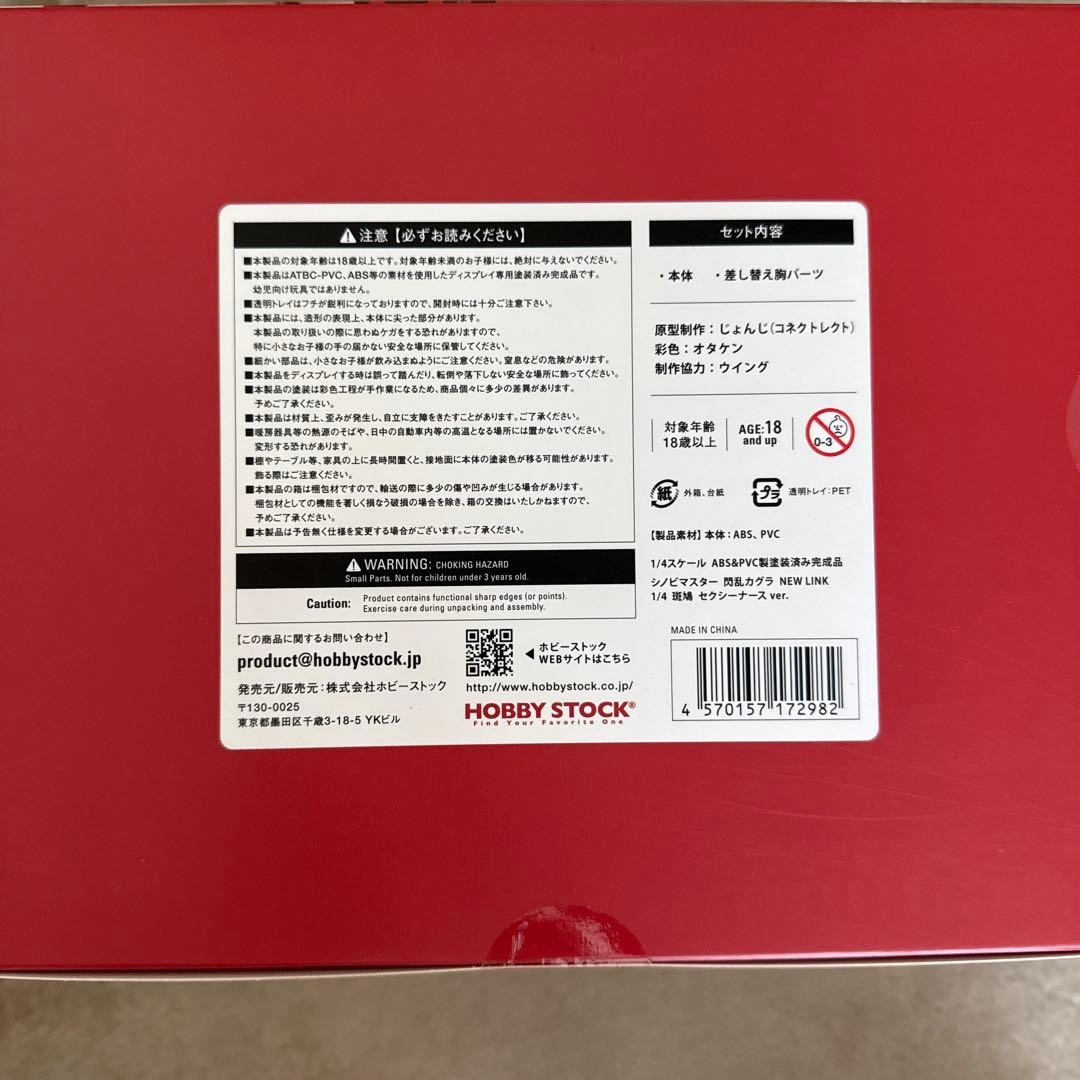 注意【必ずお読みください】
■本製品の対象年齢は18歳以上です。対象年齢未満のお子様には、絶対に与えないでください。
■本製品はATBC-PVC、ABS等の素材を使用したディスプレイ専用塗装済み完成品です。
幼児向け玩具ではありません。
■透明トレイはフチが鋭利になっておりますので、開封時には十分ご注意下さい。
■本製品には、造形の表現上、本体に尖った部分があります。
本製品の取り扱いの際に思わぬケガをする恐れがありますので、
特に小さなお子様の手の届かない安全な場所に保管してください。
■細かい部品は、小さなお子様が飲み込まぬようにご注意ください。窒息などの危険があります。
■本製品をディスプレイする時は誤って踏んだり、転倒や落下しない安全な場所に飾ってください。
■本製品の塗装は彩色工程が手作業になるため、商品個々に多少の差異があります。
予めご了承ください。
■本製品は材質上、歪みが発生し、自立に支障をきたすことがあります。ご了承ください。
■暖房器具等の熱源のそばや、日中の自動車内等の高温となる場所には置かないでください。
変形する恐れがあります。
■棚やテーブル等、家具の上に長時間置くと、接地面に本体の塗装色が移る可能性があります。
飾る際はご注意ください。
■本製品の箱は梱包材ですので、輸送の際に多少の傷や凹みが生じる場合があります。
梱包材としての機能を著しく損なう破損の場合を除き、箱の交換はいたしかねますので、
予めご了承ください。
■本製品は予告無く仕様を変更する場合がございます。ご了承ください。
WARNING: CHOKING HAZARD
Small Parts. Not for children under 3 years old.
Caution: Product contains functional sharp edges (or points).
Exercise care during unpacking and assembly.
【この商品に関するお問い合わせ】
product@hobbystock.jp
発売元/販売元:株式会社ホビーストック
〒130-0025
東京都墨田区千歳3-18-5 YKビル
ホビーストック
WEBサイトはこちら
http://www.hobbystock.co.jp/
HOBBY STOCK®
Find Your Favorite One
セット内容
・本体 ・差し替え胸パーツ
原型制作:じょんじ(コネクトレクト)
彩色:オタケン
制作協力:ウイング
対象年齢
18歳以上
AGE:18
and up
0-3
紙 外箱、台紙
プラ 透明トレイ:PET
【製品素材】本体:ABS、PVC
1/4スケール ABS&PVC製塗装済み完成品
シノビマスター 閃乱カグラ NEW LINK
1/4 斑鳩 セクシーナース ver.
MADE IN CHINA
4 570157 172982